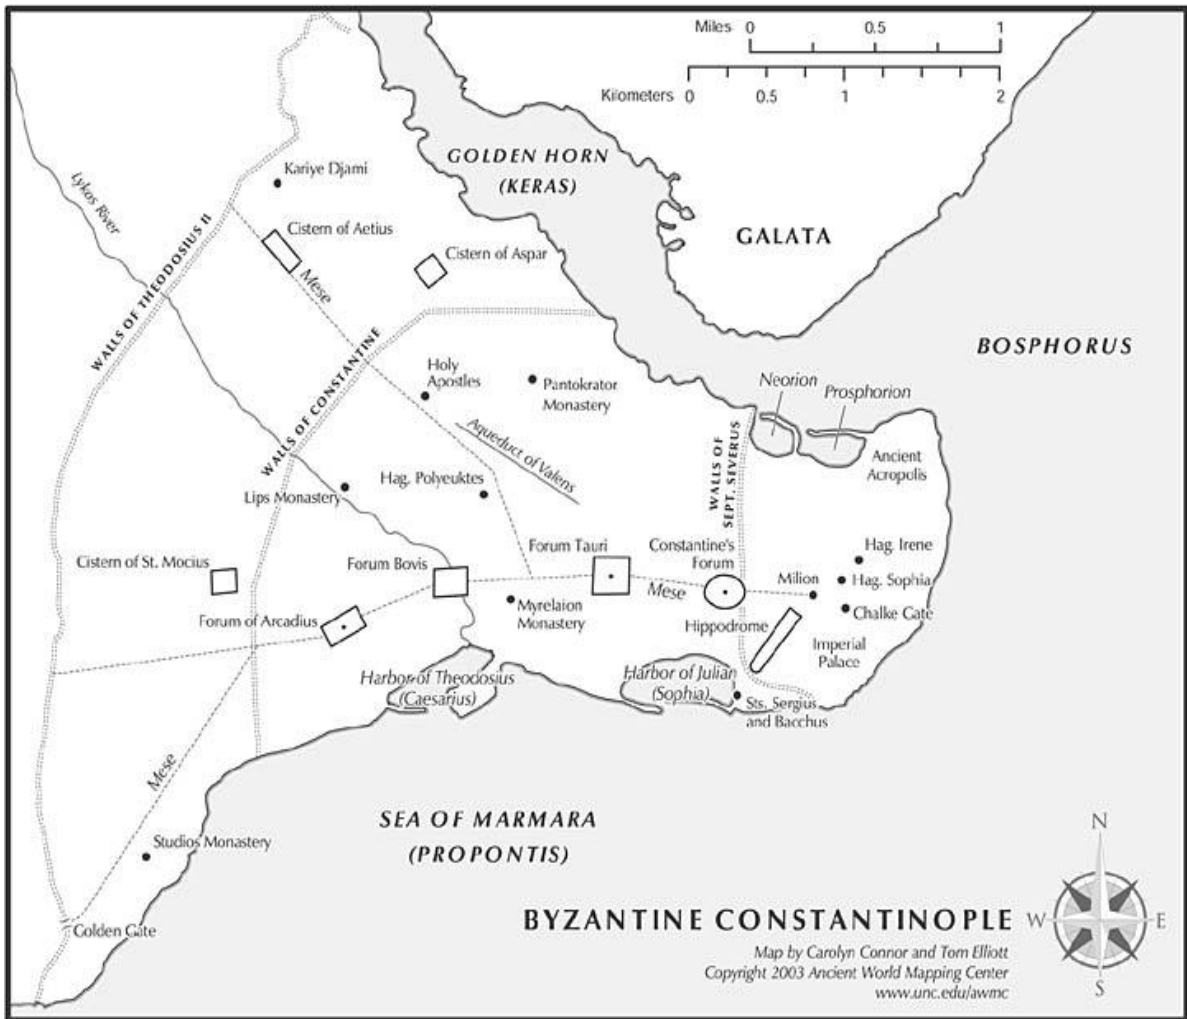 Miles 0 0.5 1
Kilometers 0 0.5 1 2
GOLDEN HORN
(KERAS)
Kariye Djami
Lykos River
Cistern of Aetius
GALATA
Cistern of Aspar
Mese
WALLS OF THEODOSIUS II
BOSPHORUS
WALLS OF CONSTANTINE
Holy
Apostles
Pantokrator
Monastery
Neorion
Prosphorion
Aqueduct of Valens
WALLS OF
SEPT. SEVERUS
Ancient
Acropolis
Hag. Polyeuktes
Lips Monastery
Forum Tauri
Constantine's
Forum
Hag. Irene
Cistern of St. Mocius
Forum Bovis
Milion
Hag. Sophia
Mese
Myrelaion
Monastery
Chalke Gate
Forum of Arcadius
Hippodrome
Imperial
Palace
Harbor of Theodosius
(Caesarius)
Harbor of Julian
(Sophia)
Sts. Sergius
and Bacchus
Mese
SEA OF MARMARA
(PROPONTIS)
Studios Monastery
Golden Gate
N
W
E
S
BYZANTINE CONSTANTINOPLE
Map by Carolyn Connor and Tom Elliott
Copyright 2003 Ancient World Mapping Center
www.unc.edu/awmc